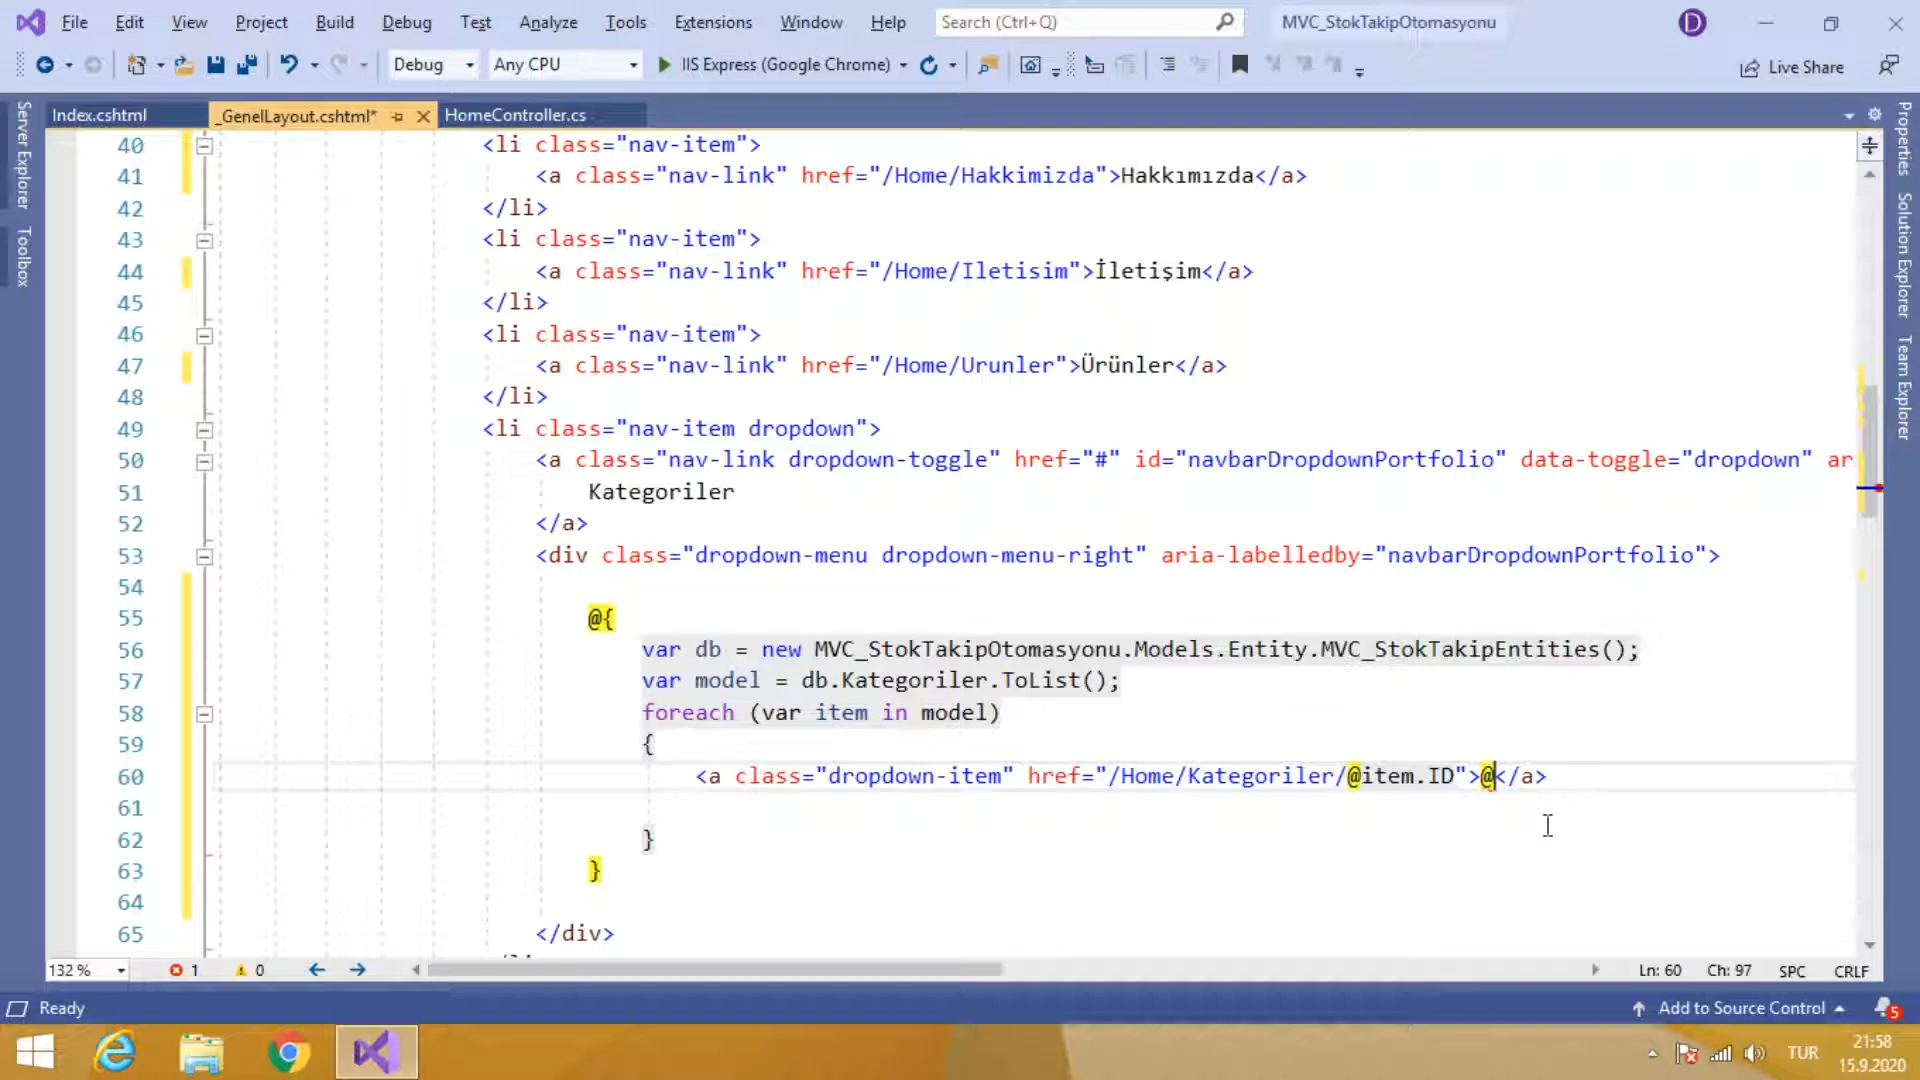 File Edit View Project Build Debug Test Analyze Tools Extensions Window Help Search (Ctrl+Q) MVC_StokTakipOtomasyonu D
Debug Any CPU IIS Express (Google Chrome) Live Share
Index.cshtml _GenelLayout.cshtml* HomeController.cs
Server Explorer
Toolbox
Properties
Solution Explorer
Team Explorer
40 <li class="nav-item">
41 <a class="nav-link" href="/Home/Hakkimizda">Hakkımızda</a>
42 </li>
43 <li class="nav-item">
44 <a class="nav-link" href="/Home/Iletisim">İletişim</a>
45 </li>
46 <li class="nav-item">
47 <a class="nav-link" href="/Home/Urunler">Ürünler</a>
48 </li>
49 <li class="nav-item dropdown">
50 <a class="nav-link dropdown-toggle" href="#" id="navbarDropdownPortfolio" data-toggle="dropdown" ar
51 Kategoriler
52 </a>
53 <div class="dropdown-menu dropdown-menu-right" aria-labelledby="navbarDropdownPortfolio">
54
55 @{
56 var db = new MVC_StokTakipOtomasyonu.Models.Entity.MVC_StokTakipEntities();
57 var model = db.Kategoriler.ToList();
58 foreach (var item in model)
59 {
60 <a class="dropdown-item" href="/Home/Kategoriler/@item.ID">@</a>
61
62 }
63 }
64
65 </div>
132 % 1 0 Ln: 60 Ch: 97 SPC CRLF
Ready Add to Source Control 5
TUR 21:58
15.9.2020